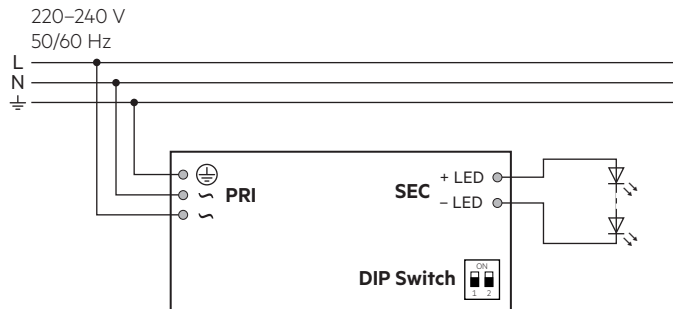 220–240 V
50/60 Hz
L
N
PRI
∼
∼
SEC
+ LED
– LED
DIP Switch
ON
1 2